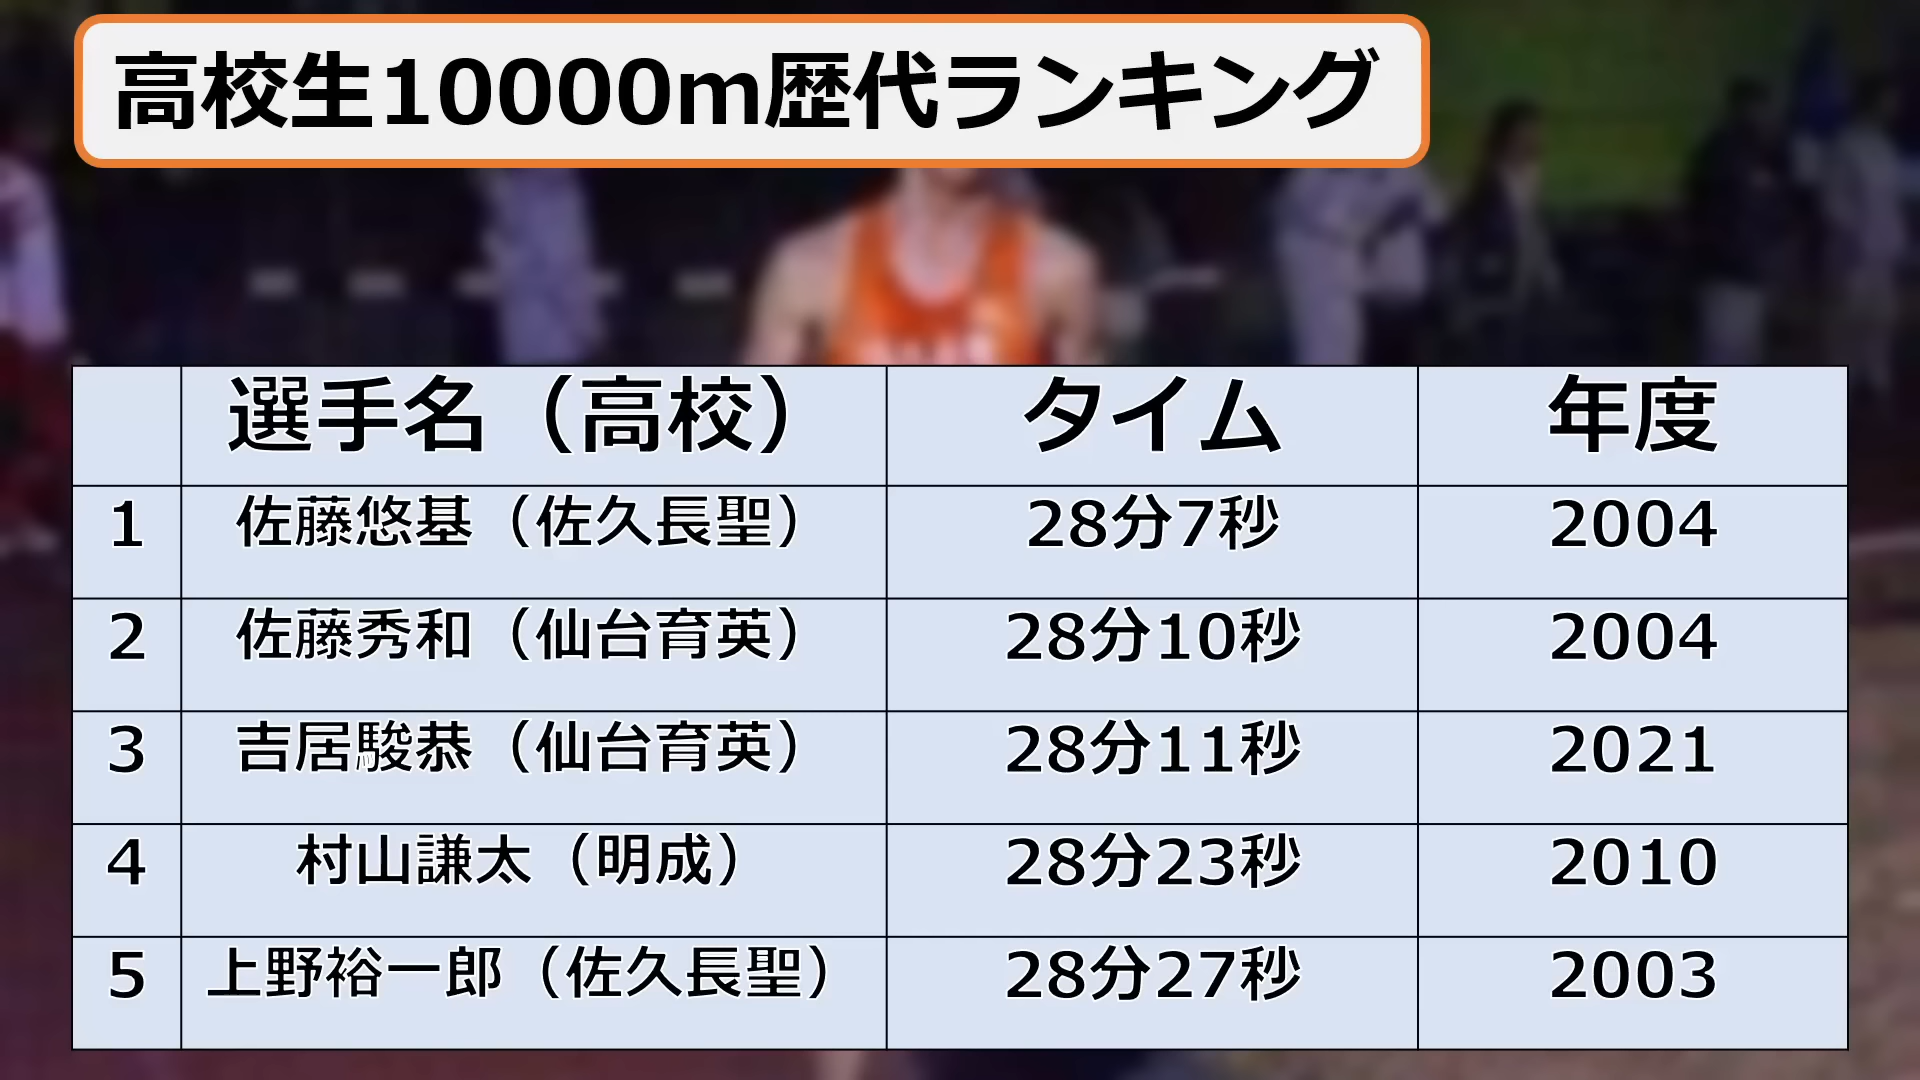 高校生10000m歴代ランキング
選手名（高校） タイム 年度
1 佐藤悠基（佐久長聖） 28分7秒 2004
2 佐藤秀和（仙台育英） 28分10秒 2004
3 吉居駿恭（仙台育英） 28分11秒 2021
4 村山謙太（明成） 28分23秒 2010
5 上野裕一郎（佐久長聖） 28分27秒 2003